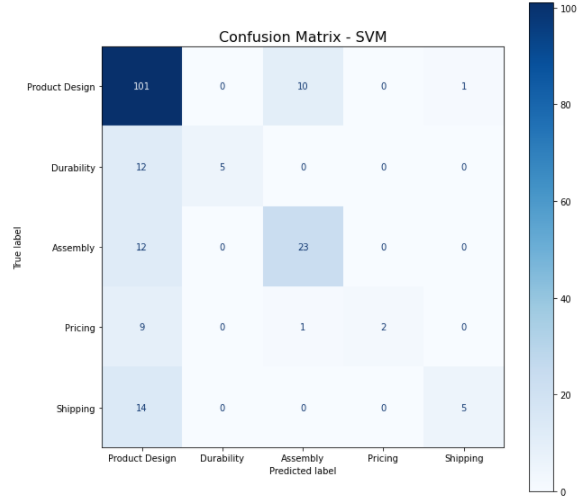 Confusion Matrix - SVM
Product Design 101 0 10 0 1
Durability 12 5 0 0 0
Assembly 12 0 23 0 0
Pricing 9 0 1 2 0
Shipping 14 0 0 0 5
Product Design Durability Assembly Pricing Shipping
Predicted label
True label
100
80
60
40
20
0